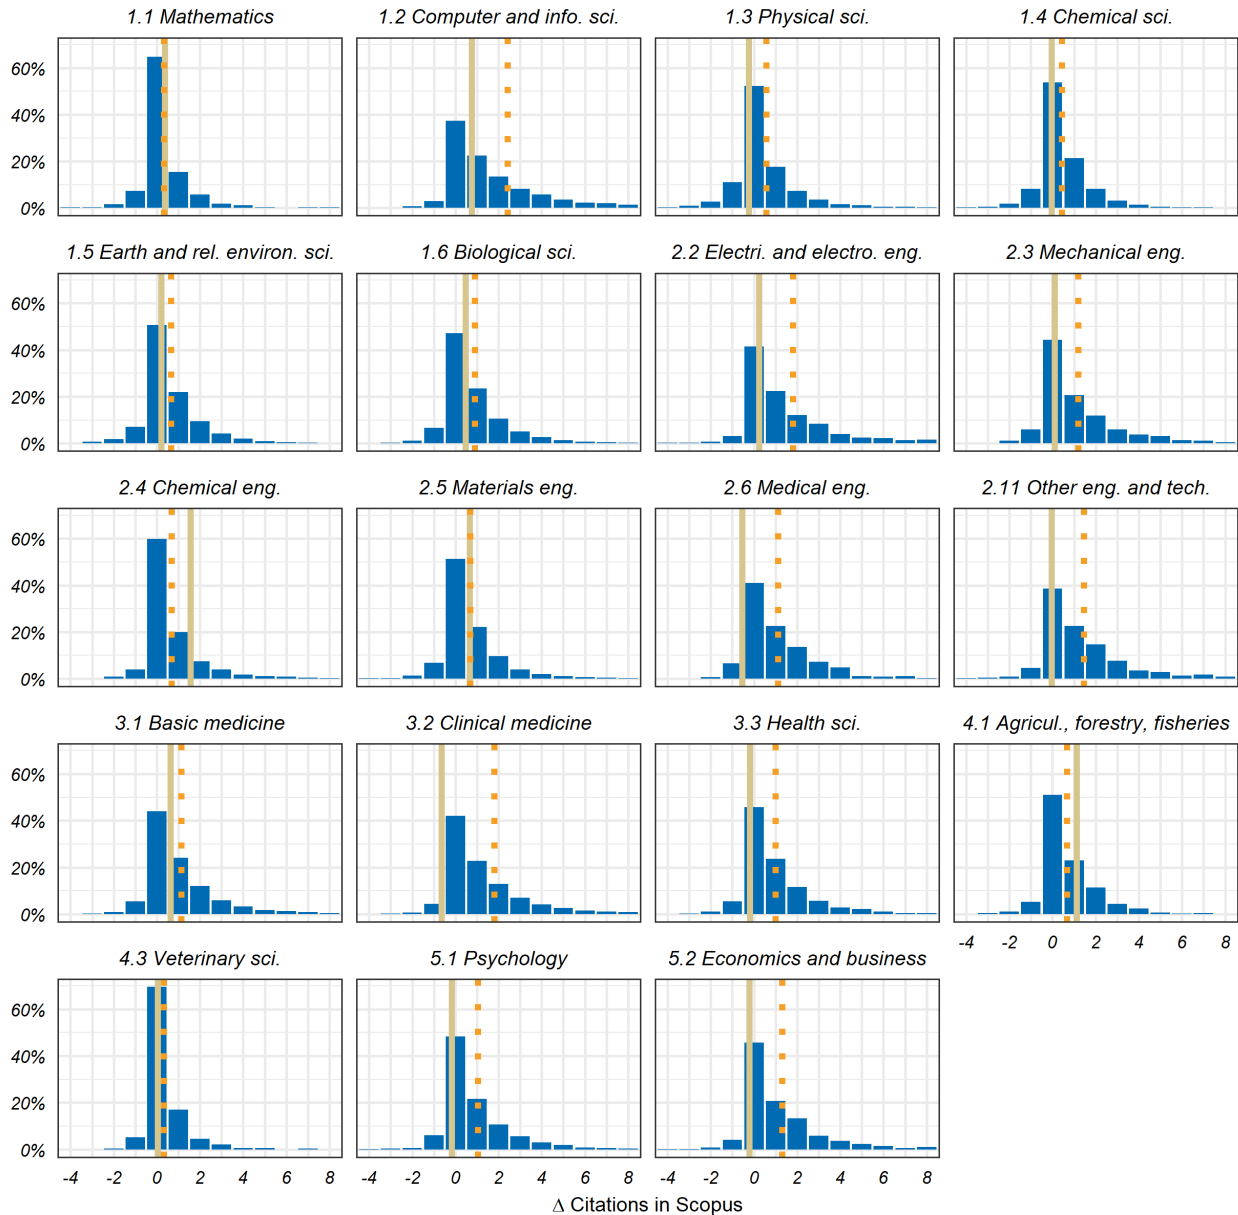 1.1 Mathematics
1.2 Computer and info. sci.
1.3 Physical sci.
1.4 Chemical sci.
60%
40%
20%
0%
1.5 Earth and rel. environ. sci.
1.6 Biological sci.
2.2 Electri. and electro. eng.
2.3 Mechanical eng.
60%
40%
20%
0%
2.4 Chemical eng.
2.5 Materials eng.
2.6 Medical eng.
2.11 Other eng. and tech.
60%
40%
20%
0%
3.1 Basic medicine
3.2 Clinical medicine
3.3 Health sci.
4.1 Agricul., forestry, fisheries
60%
40%
20%
0%
-4 -2 0 2 4 6 8
4.3 Veterinary sci.
5.1 Psychology
5.2 Economics and business
60%
40%
20%
0%
-4 -2 0 2 4 6 8
-4 -2 0 2 4 6 8
-4 -2 0 2 4 6 8
Δ Citations in Scopus